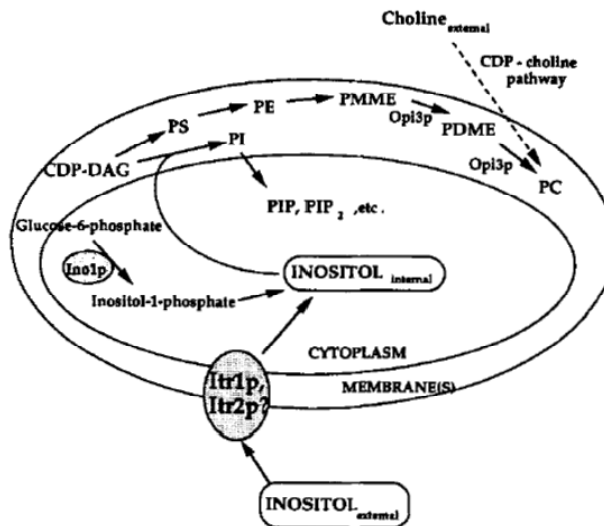 Choline external
CDP - choline
pathway
PS
PE
PMME
Opi3p
PDME
Opi3p
PC
CDP-DAG
PI
PIP, PIP 2 ,etc.
Glucose-6-phosphate
Ino1p
Inositol-1-phosphate
INOSITOL internal
CYTOPLASM
MEMBRANE(S)
Itr1p,
Itr2p?
INOSITOL external